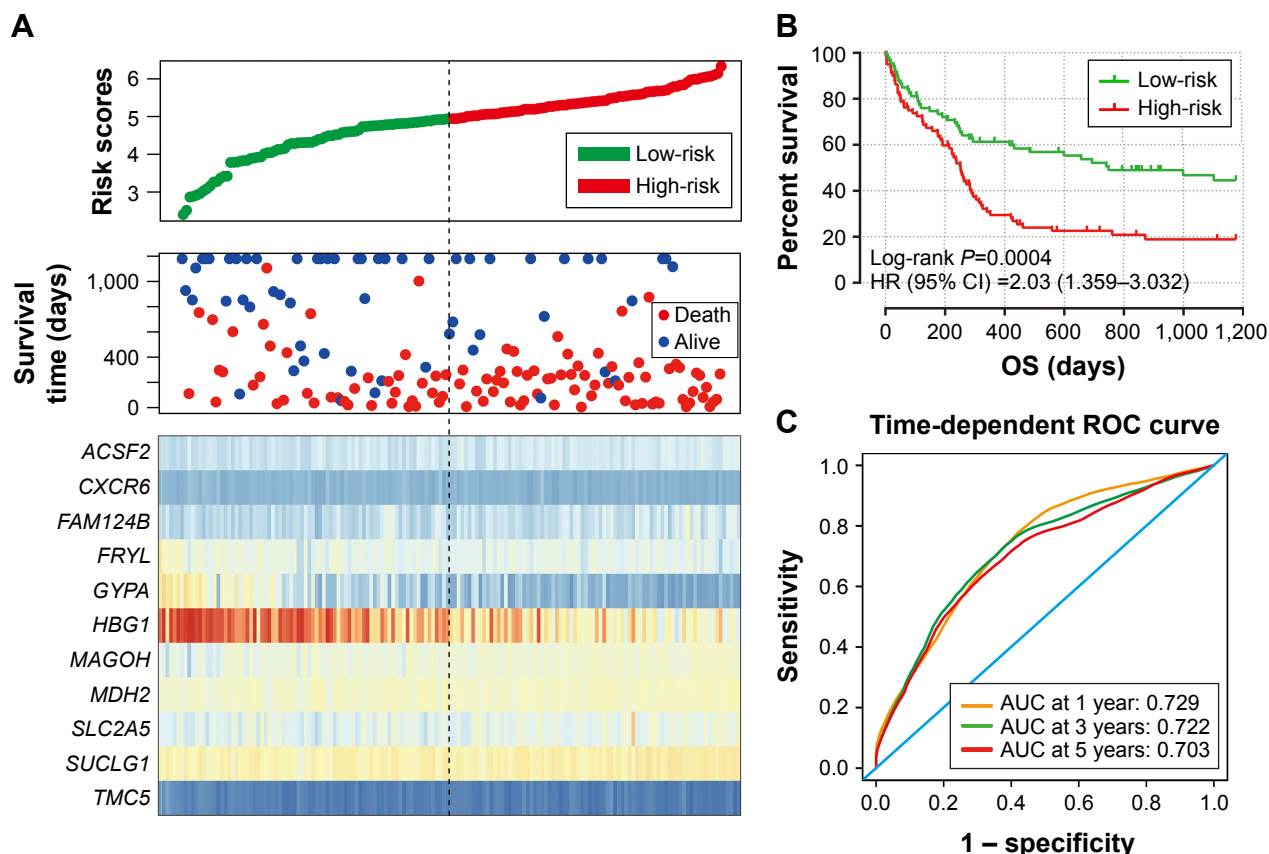 A
Risk scores
6
5
4
3
Low-risk
High-risk
Survival
time (days)
1,000
400
0
Death
Alive
ACSF2
CXCR6
FAM124B
FRYL
GYPA
HBG1
MAGOH
MDH2
SLC2A5
SUCLG1
TMC5
B
Percent survival
100
80
60
40
20
0
Low-risk
High-risk
Log-rank P=0.0004
HR (95% CI) =2.03 (1.359–3.032)
0 200 400 600 800 1,000 1,200
OS (days)
C
Time-dependent ROC curve
Sensitivity
1.0
0.8
0.6
0.4
0.2
0.0
AUC at 1 year: 0.729
AUC at 3 years: 0.722
AUC at 5 years: 0.703
0.0 0.2 0.4 0.6 0.8 1.0
1 – specificity